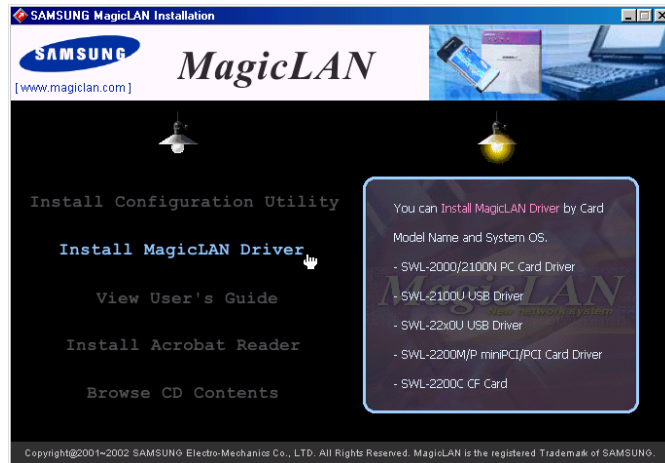 SAMSUNG MagicLAN Installation
SAMSUNG
[www.magiclan.com]
MagicLAN
Install Configuration Utility
Install MagicLAN Driver
View User's Guide
Install Acrobat Reader
Browse CD Contents
You can Install MagicLAN Driver by Card
Model Name and System OS.
- SWL-2000/2100N PC Card Driver
- SWL-2100U USB Driver
- SWL-22x0U USB Driver
- SWL-2200M/P miniPCI/PCI Card Driver
- SWL-2200C CF Card
MagicLAN
New network system
Copyright@2001~2002 SAMSUNG Electro-Mechanics Co., LTD. All Rights Reserved. MagicLAN is the registered Trademark of SAMSUNG.